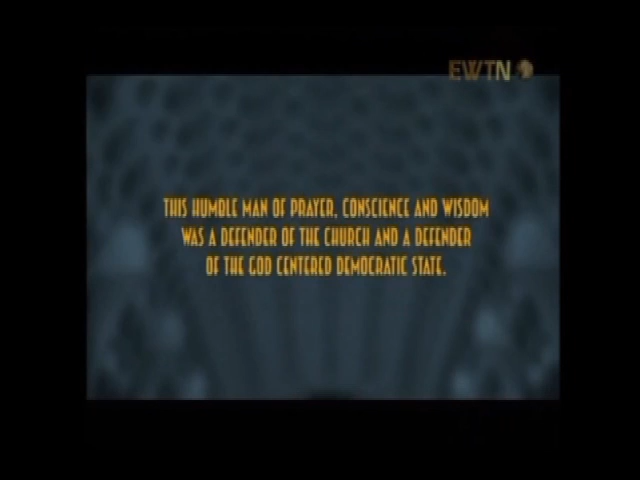 EWTN
THIS HUMBLE MAN OF PRAYER, CONSCIENCE AND WISDOM
WAS A DEFENDER OF THE CHURCH AND A DEFENDER
OF THE GOD CENTERED DEMOCRATIC STATE.